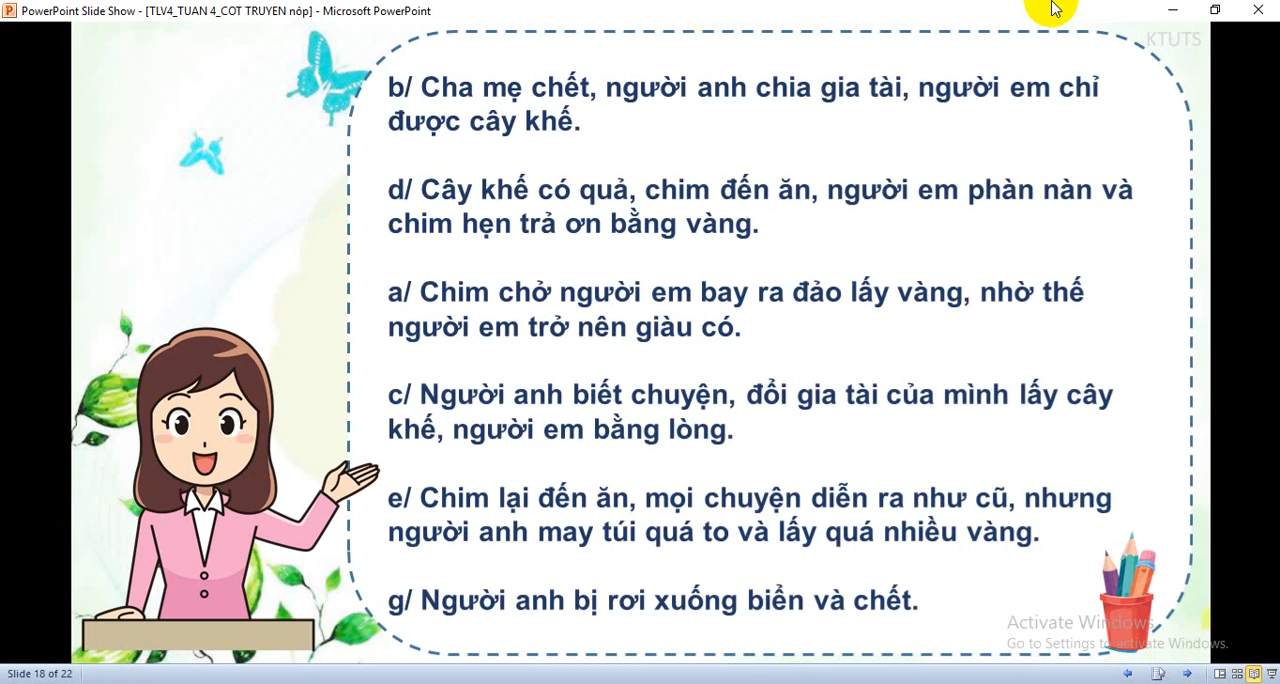 PowerPoint Slide Show - [TLV4_TUAN 4_COT TRUYEN nôp] - Microsoft PowerPoint
KTUTS
b/ Cha mẹ chết, người anh chia gia tài, người em chỉ
được cây khế.
d/ Cây khế có quả, chim đến ăn, người em phàn nàn và
chim hẹn trả ơn bằng vàng.
a/ Chim chở người em bay ra đảo lấy vàng, nhờ thế
người em trở nên giàu có.
c/ Người anh biết chuyện, đổi gia tài của mình lấy cây
khế, người em bằng lòng.
e/ Chim lại đến ăn, mọi chuyện diễn ra như cũ, nhưng
người anh may túi quá to và lấy quá nhiều vàng.
g/ Người anh bị rơi xuống biển và chết.
Activate Windows
Go to Settings to activate Windows.
Slide 18 of 22